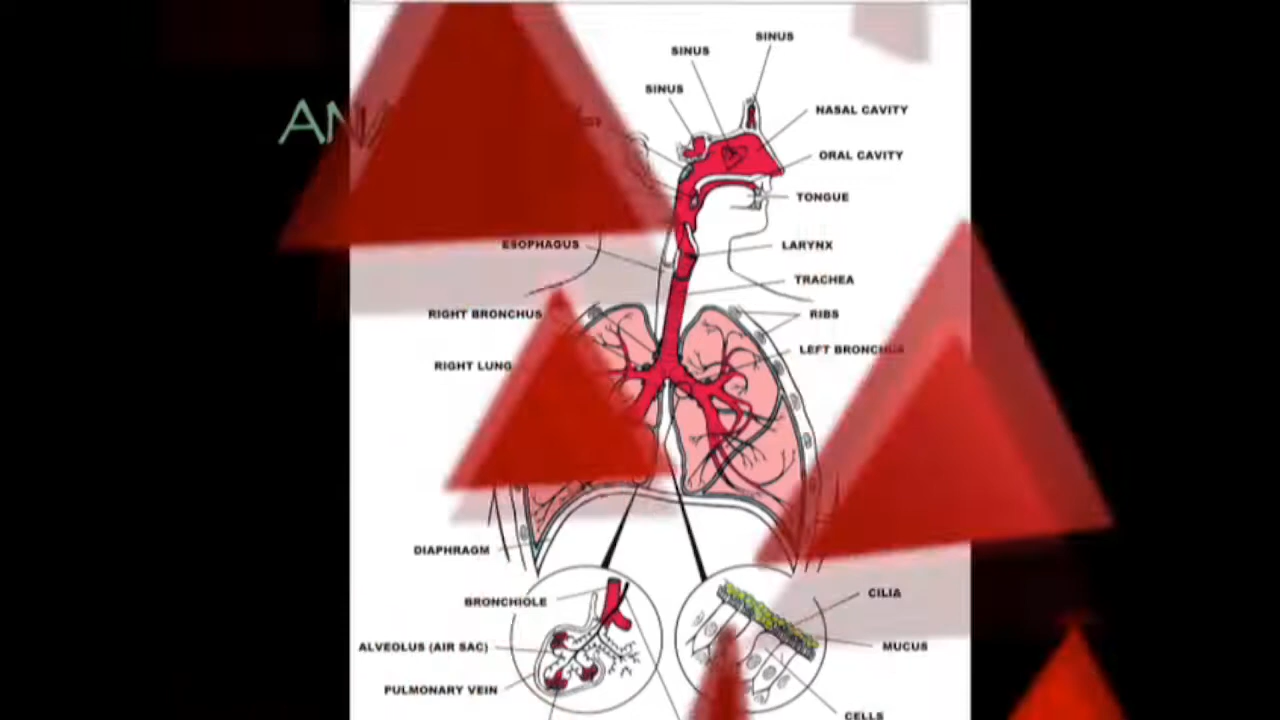 SINUS
SINUS
SINUS
NASAL CAVITY
ORAL CAVITY
TONGUE
ESOPHAGUS
LARYNX
TRACHEA
RIGHT BRONCHUS
RIBS
LEFT BRONCHUS
RIGHT LUNG
DIAPHRAGM
CILIA
BRONCHIOLE
ALVEOLUS (AIR SAC)
MUCUS
PULMONARY VEIN
CELLS